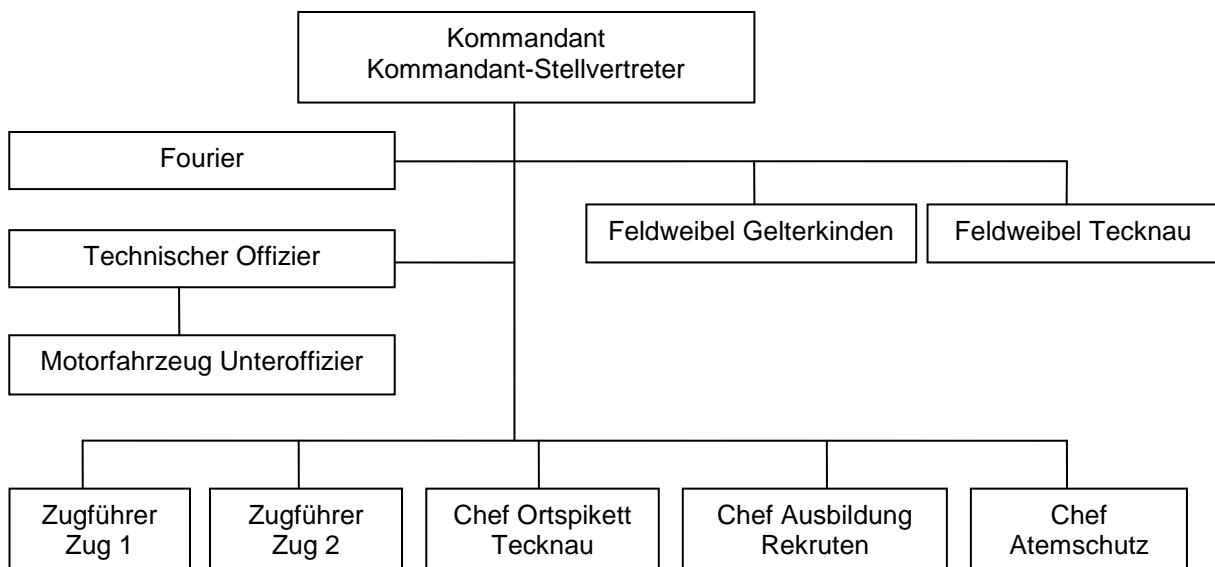 Kommandant
Kommandant-Stellvertreter
Fourier
Feldweibel Gelterkinden
Feldweibel Tecknau
Technischer Offizier
Motorfahrzeug Unteroffizier
Zugführer
Zug 1
Zugführer
Zug 2
Chef Ortspikett
Tecknau
Chef Ausbildung
Rekruten
Chef
Atemschutz